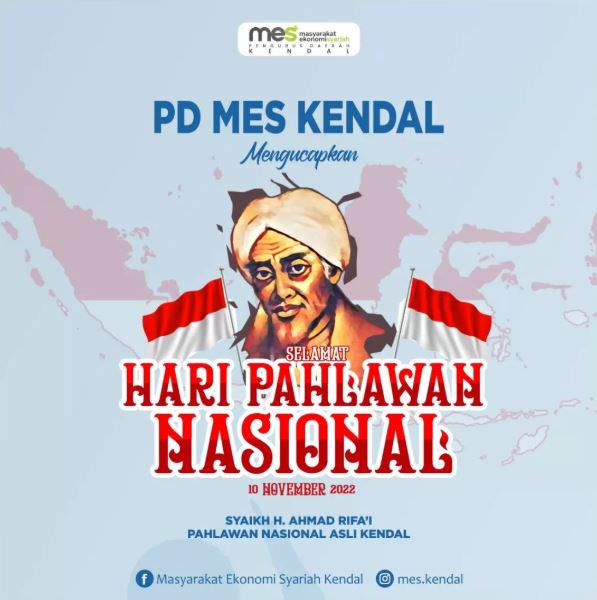 mes masyarakat
ekonomi syariah
PENGURUS DAERAH
KENDAL
PD MES KENDAL
Mengucapkan
SELAMAT
HARI PAHLAWAN
NASIONAL
10 NOVEMBER 2022
SYAIKH H. AHMAD RIFA'I
PAHLAWAN NASIONAL ASLI KENDAL
Masyarakat Ekonomi Syariah Kendal mes.kendal